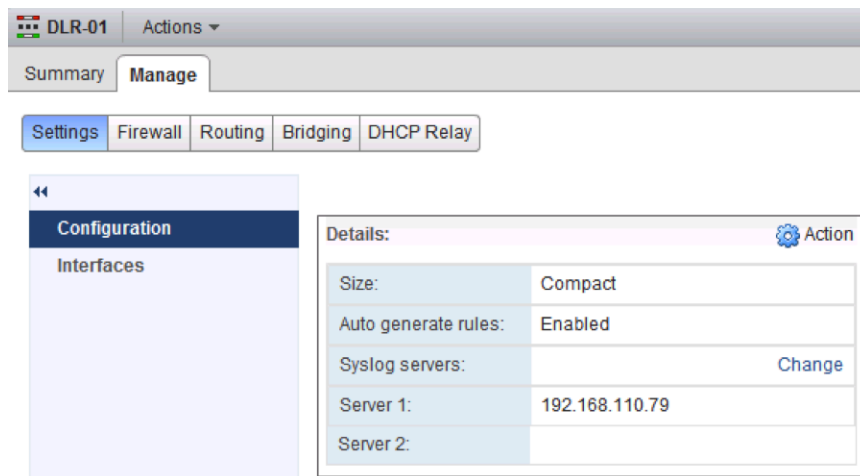 DLR-01 Actions
Summary Manage
Settings Firewall Routing Bridging DHCP Relay
Configuration
Interfaces
Details: Action
Size: Compact
Auto generate rules: Enabled
Syslog servers: Change
Server 1: 192.168.110.79
Server 2: